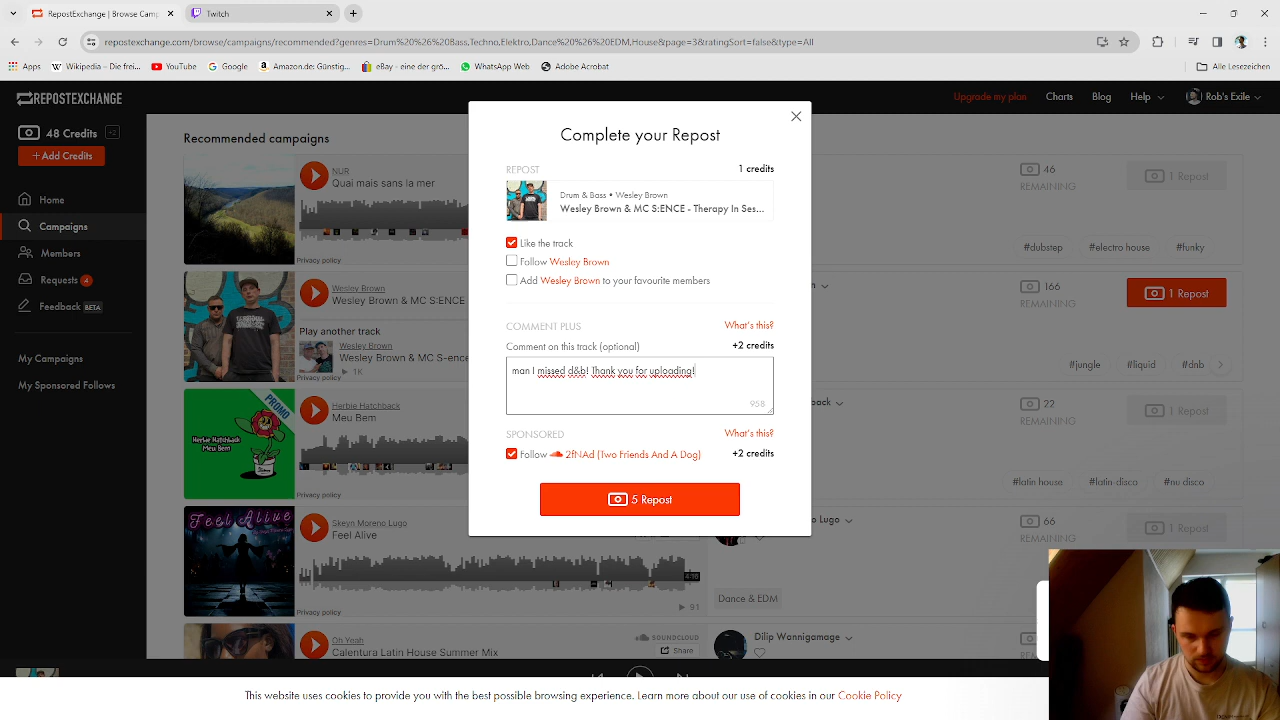 RepostExchange | Browse Camp
Twitch
repostexchange.com/browse/campaigns/recommended?genres=Drum%20%26%20Bass,Techno,Elektro,Dance%20%26%20EDM,House&page=3&ratingSort=false&type=All
Apps
Wikipedia – Die frei...
YouTube
Google
Amazon.de Günstig...
eBay - eine der gro...
WhatsApp Web
Adobe Acrobat
Alle Lesezeichen
REPOSTEXCHANGE
Upgrade my plan
Charts
Blog
Help
Rob's Exile
48 Credits +2
+Add Credits
Home
Campaigns
Members
Requests 4
Feedback BETA
My Campaigns
My Sponsored Follows
Recommended campaigns
NUR
Quai mais sans la mer
Privacy policy
46
REMAINING
1 Repost
#dubstep
#electro house
#funky
Wesley Brown
Wesley Brown & MC S:ENCE
Play another track
Wesley Brown
Wesley Brown & MC S-ence
1K
Privacy policy
166
REMAINING
1 Repost
#jungle
#liquid
#dnb
PROMO
Herbie Hatchback
Meu Bem
Herbie Hatchback
Meu Bem
Privacy policy
22
REMAINING
1 Repost
#latin house
#latin-disco
#nu disco
Feel Alive
Skeyn Moreno Lugo
Feel Alive
4:16
91
Privacy policy
Lugo
Dance & EDM
66
REMAINING
1 Repost
Oh Yeah
Calentura Latin House Summer Mix
SOUNDCLOUD
Share
Dilip Wannigamage
Complete your Repost
REPOST
1 credits
Drum & Bass • Wesley Brown
Wesley Brown & MC S:ENCE - Therapy In Ses...
Like the track
Follow Wesley Brown
Add Wesley Brown to your favourite members
COMMENT PLUS
What's this?
Comment on this track (optional)
+2 credits
man I missed d&b! Thank you for uploading!
958
SPONSORED
What's this?
Follow 2fNAd (Two Friends And A Dog)
+2 credits
5 Repost
This website uses cookies to provide you with the best possible browsing experience. Learn more about our use of cookies in our Cookie Policy